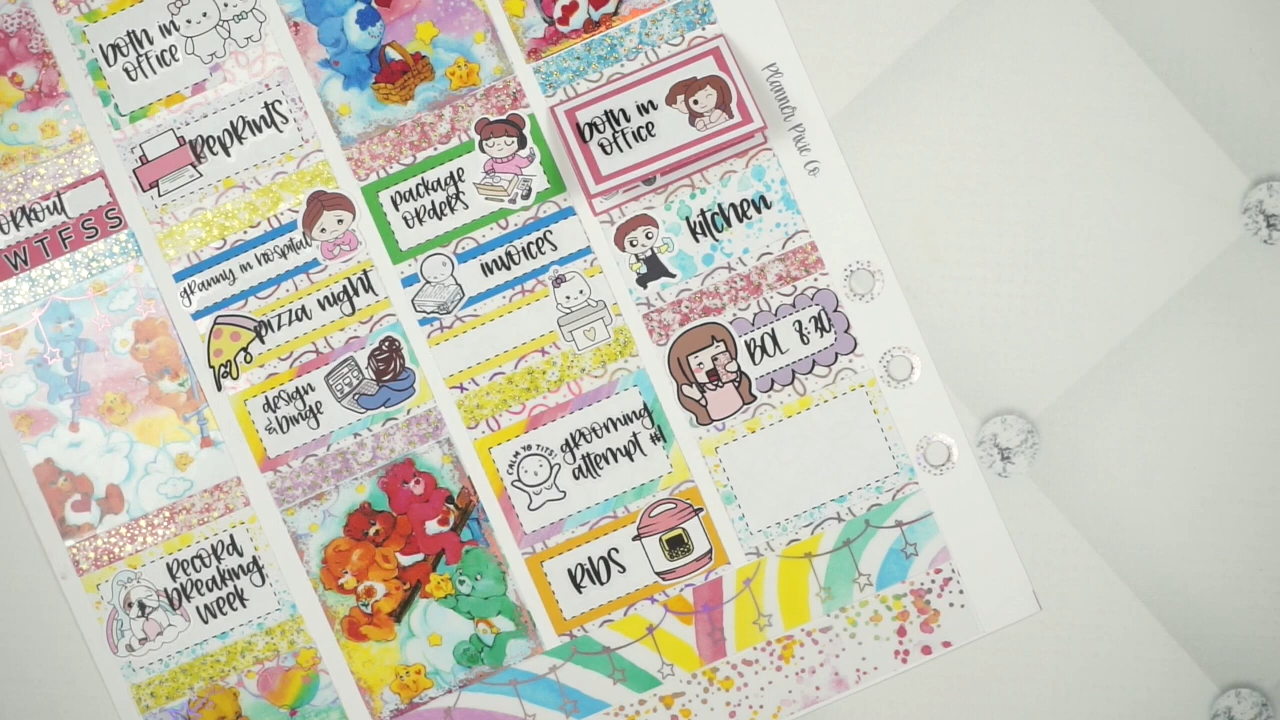 orkout
W T F S S
Record
breaking
week
both in
office
Reprints
granny in hospital
pizza night
design
& binge
package
orders
invoices
CALM YO TITS!
grooming
attempt #1
Ribs
both in
office
kitchen
BOL 8:30
Planner Pixie Co